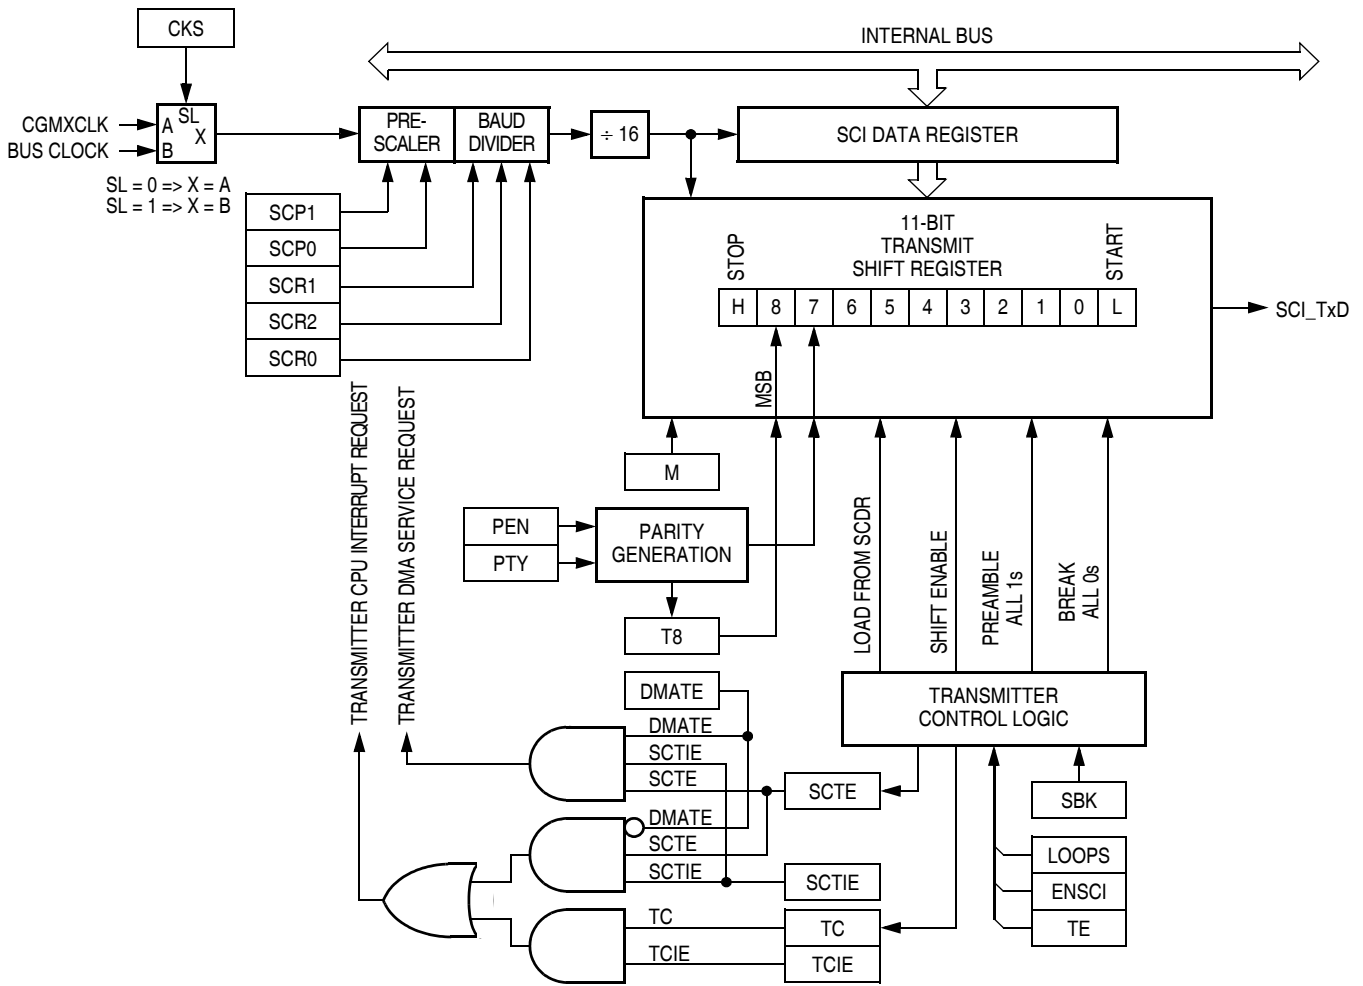 CKS
INTERNAL BUS
CGMXCLK
BUS CLOCK
SL
A
X
B
SL = 0 => X = A
SL = 1 => X = B
PRE-
SCALER
BAUD
DIVIDER
÷ 16
SCI DATA REGISTER
SCP1
SCP0
SCR1
SCR2
SCR0
11-BIT
TRANSMIT
SHIFT REGISTER
STOP
START
H 8 7 6 5 4 3 2 1 0 L
SCI_TxD
MSB
TRANSMITTER CPU INTERRUPT REQUEST
TRANSMITTER DMA SERVICE REQUEST
M
PEN
PTY
PARITY
GENERATION
T8
LOAD FROM SCDR
SHIFT ENABLE
PREAMBLE
ALL 1s
BREAK
ALL 0s
TRANSMITTER
CONTROL LOGIC
DMATE
DMATE
SCTIE
SCTE
SCTE
SBK
DMATE
SCTE
SCTIE
SCTIE
LOOPS
ENSCI
TE
TC
TC
TCIE
TCIE